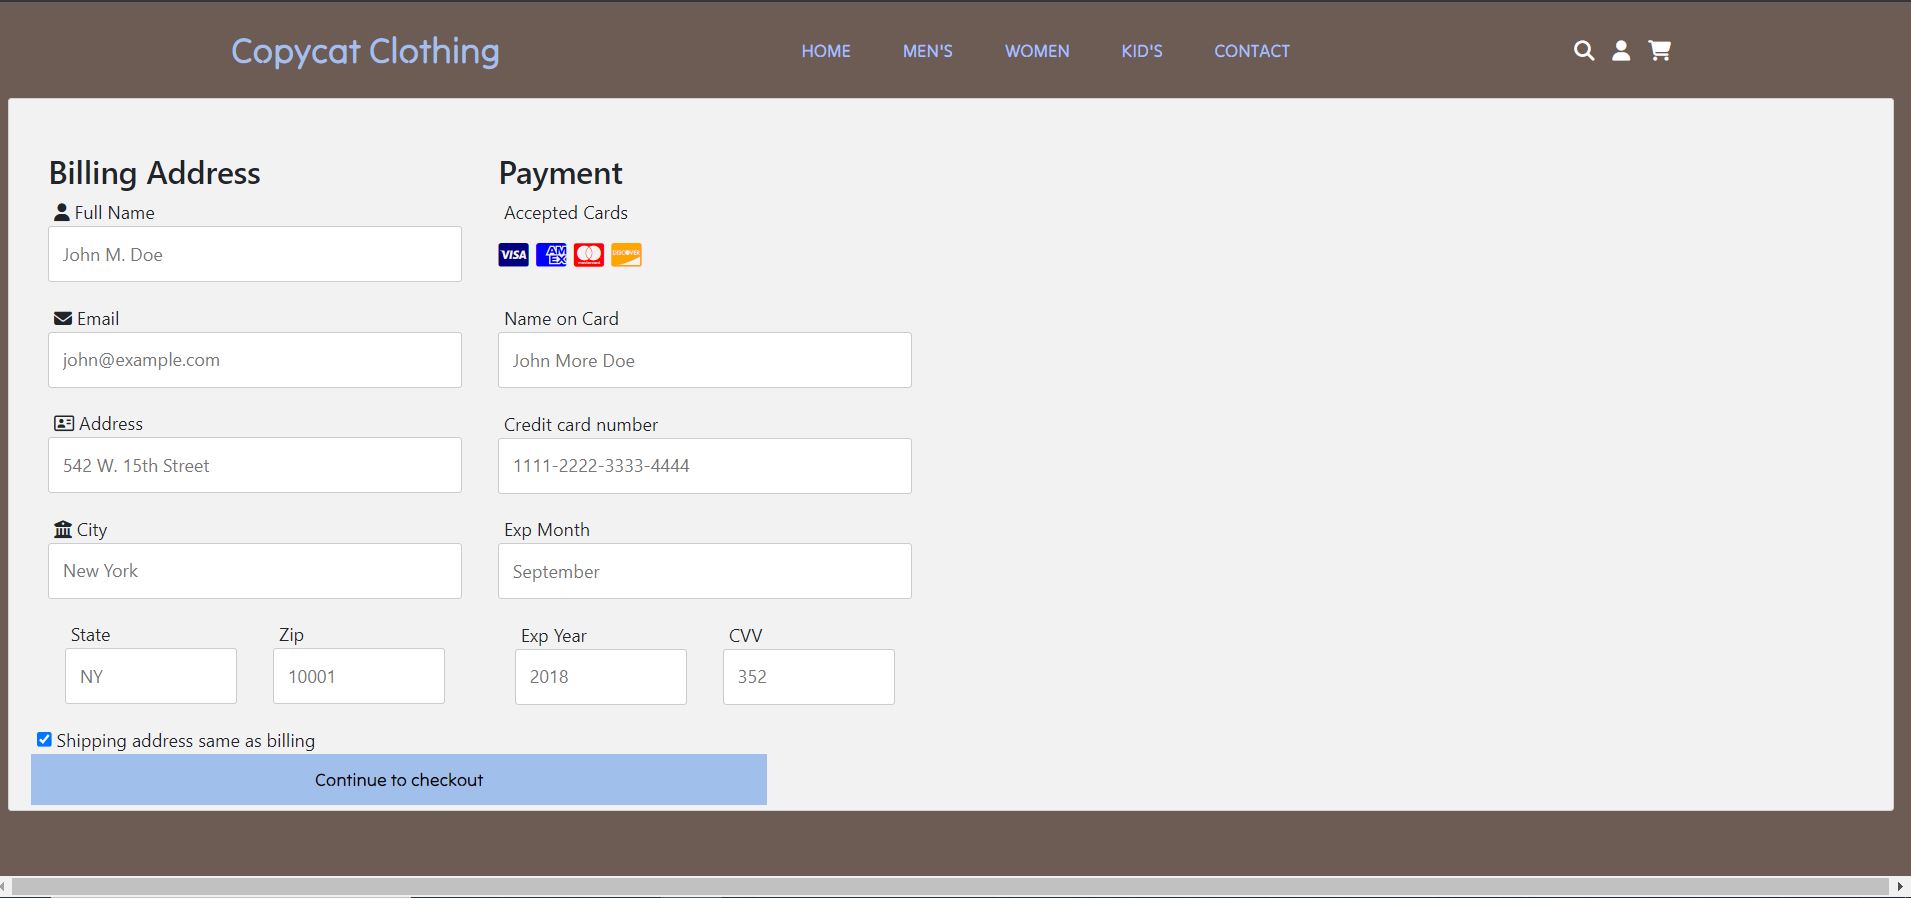 Copycat Clothing
HOME MEN'S WOMEN KID'S CONTACT
Billing Address
Full Name
John M. Doe
Email
john@example.com
Address
542 W. 15th Street
City
New York
State Zip
NY 10001
Payment
Accepted Cards
VISA AM EX mastercard DISCOVER
Name on Card
John More Doe
Credit card number
1111-2222-3333-4444
Exp Month
September
Exp Year CVV
2018 352
Shipping address same as billing
Continue to checkout